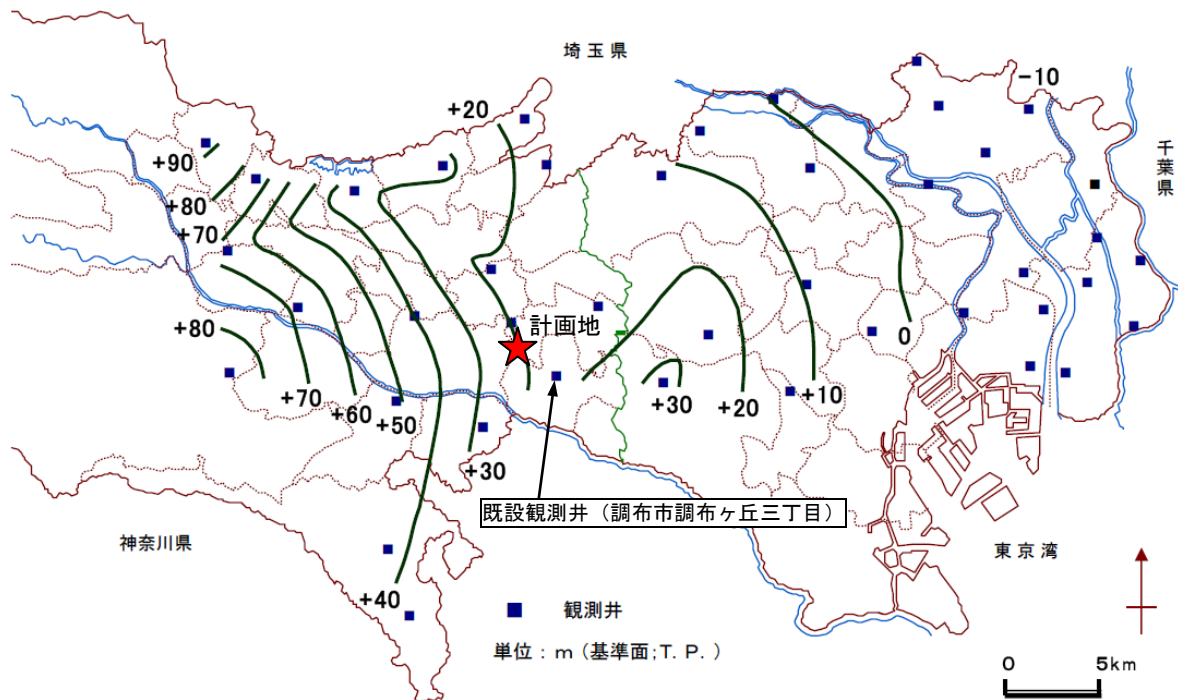 埼玉県
-10
+20
千葉県
+90
+80
+70
計画地
+80
0
+70
+60
+50
+30
+20
+10
+30
既設観測井（調布市調布ヶ丘三丁目）
神奈川県
東京湾
+40
観測井
単位：m（基準面;T. P. ）
0 5km